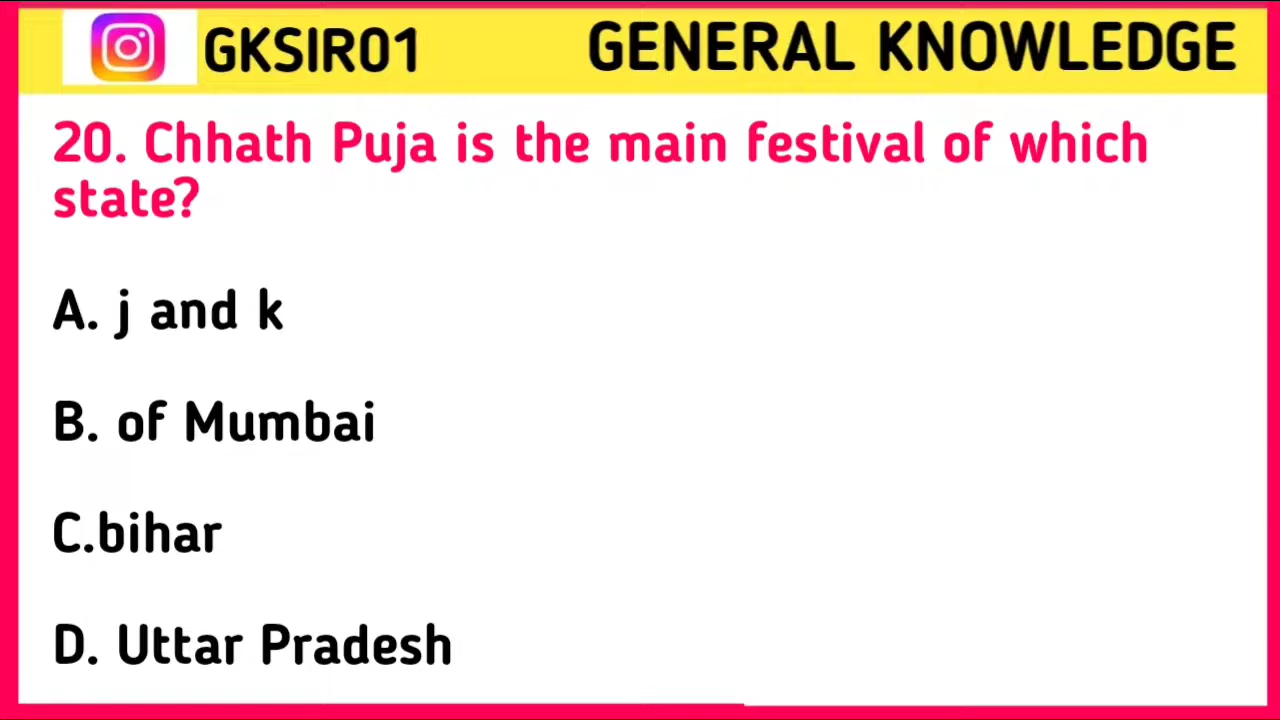 GKSIR01 GENERAL KNOWLEDGE
20. Chhath Puja is the main festival of which
state?
A. j and k
B. of Mumbai
C.bihar
D. Uttar Pradesh